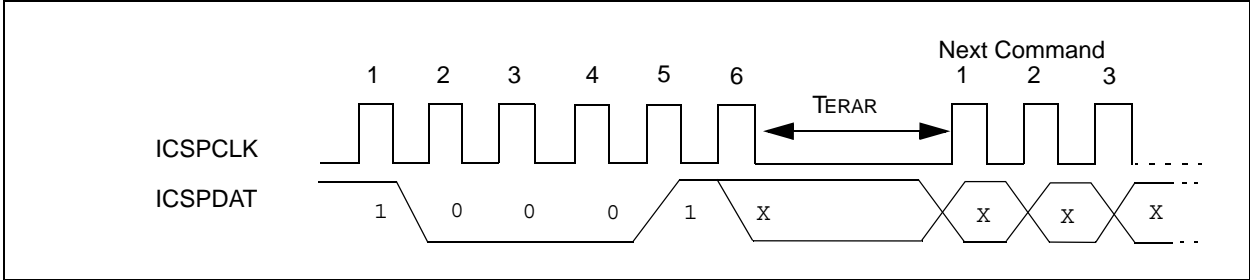 Next Command
1 2 3 4 5 6 1 2 3
TERAR
ICSPCLK
ICSPDAT
1 0 0 0 1 X X X X